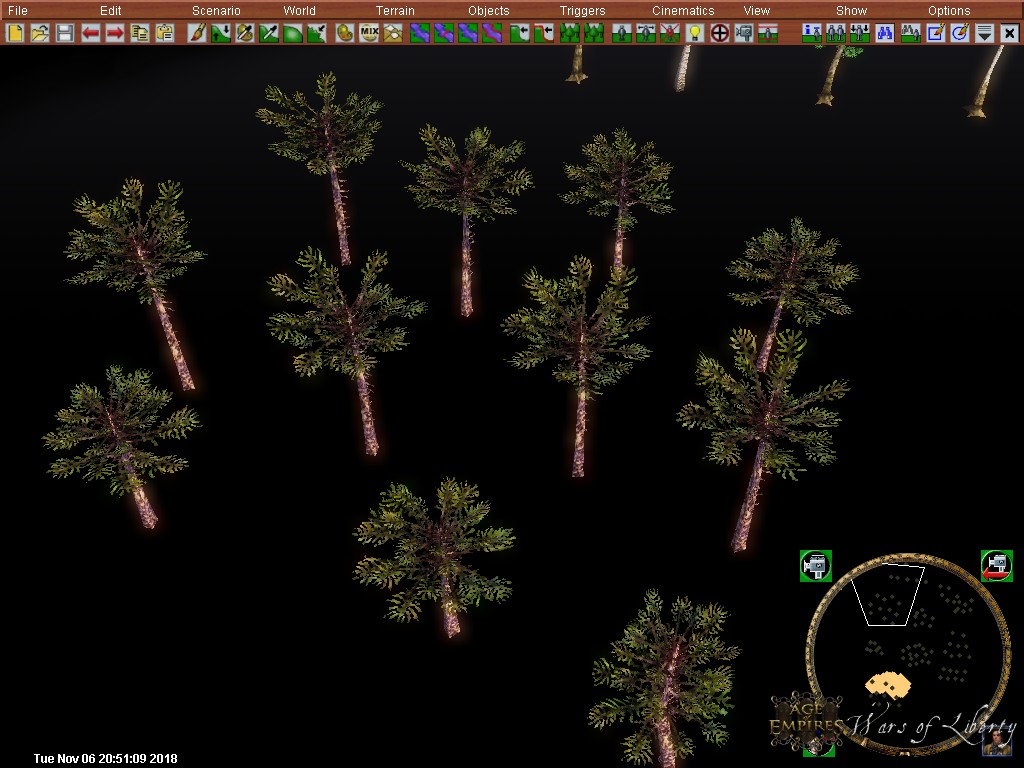 File Edit Scenario World Terrain Objects Triggers Cinematics View Show Options
MIX
AGE
EMPIRES Wars of Liberty
Tue Nov 06 20:51:09 2018